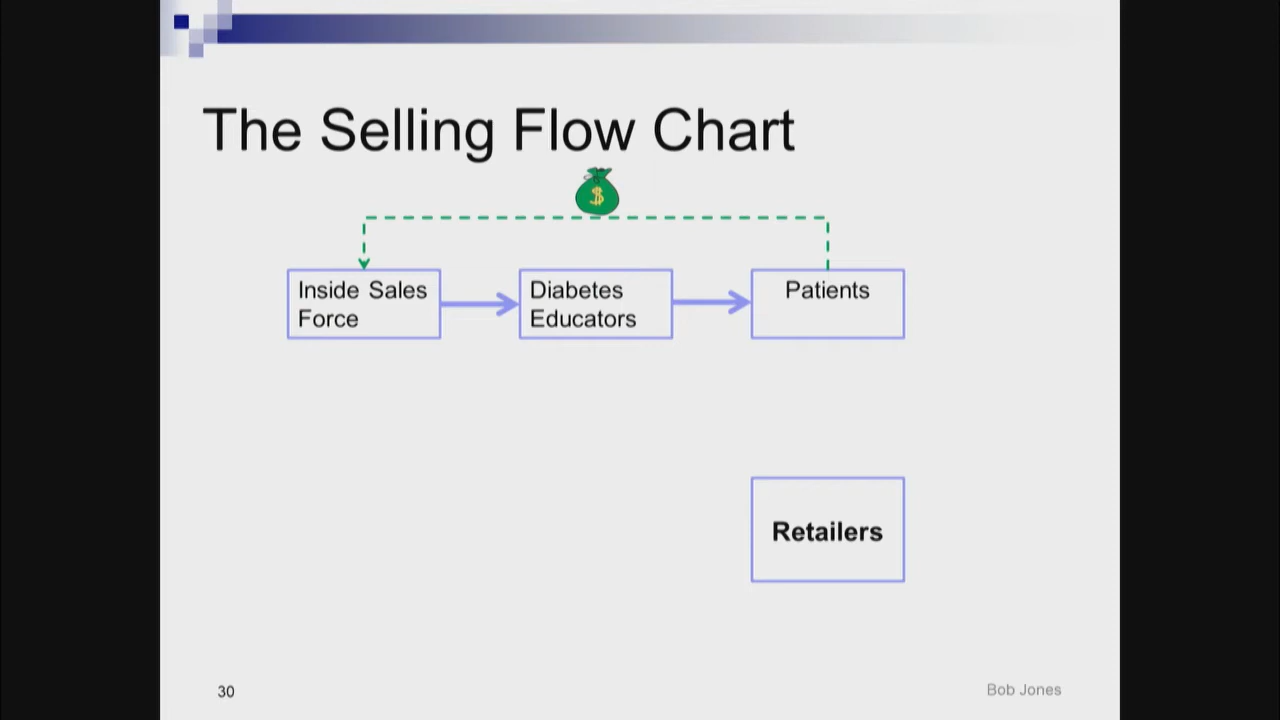 The Selling Flow Chart
$
Inside Sales
Force
Diabetes
Educators
Patients
Retailers
30
Bob Jones